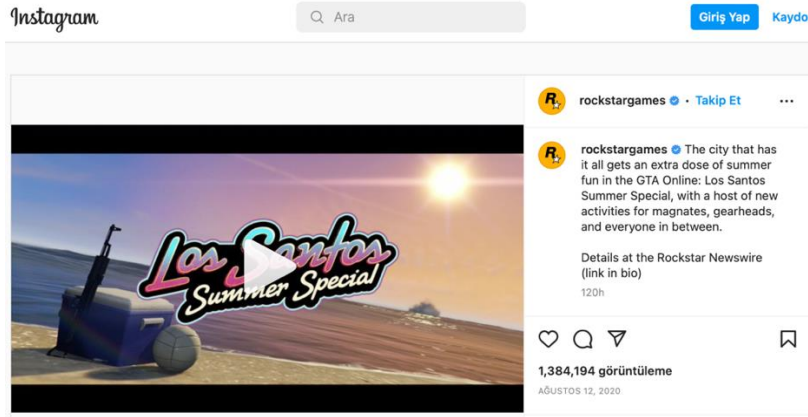 Instagram
Ara
Giriş Yap
Kaydo
R
rockstargames • Takip Et
Los Santos
Summer Special
R
rockstargames The city that has
it all gets an extra dose of summer
fun in the GTA Online: Los Santos
Summer Special, with a host of new
activities for magnates, gearheads,
and everyone in between.
Details at the Rockstar Newswire
(link in bio)
120h
1,384,194 görüntüleme
AĞUSTOS 12, 2020